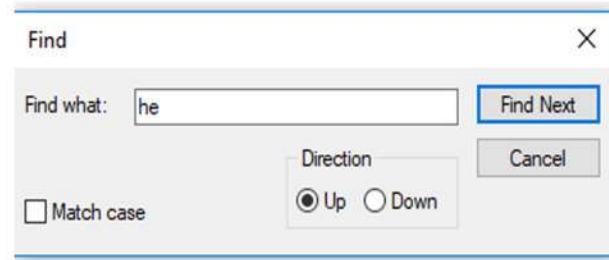 Find
Find what: he Find Next
Direction Cancel
Match case Up Down